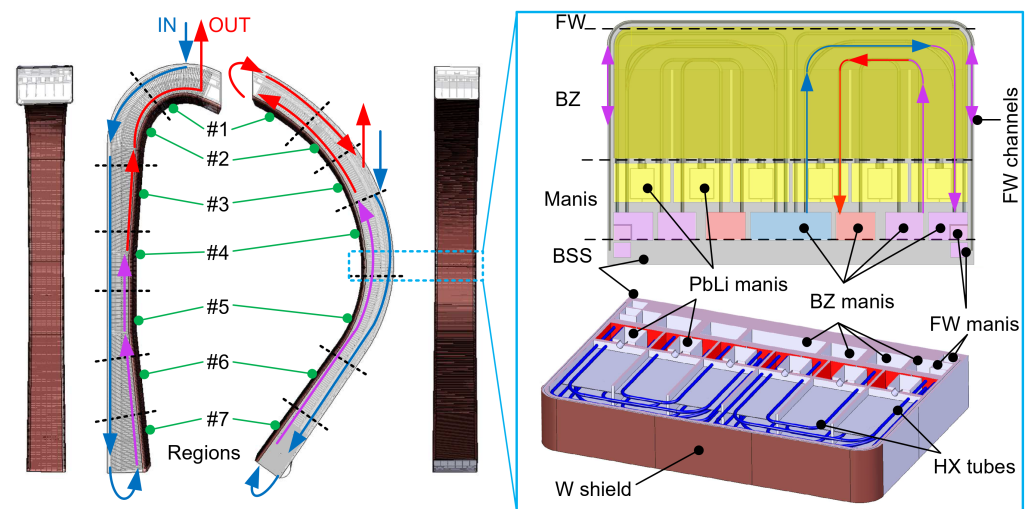 IN OUT
#1
#2
#3
#4
#5
#6
#7
Regions
FW
BZ
Manis
BSS
FW channels
PbLi manis
BZ manis
FW manis
HX tubes
W shield